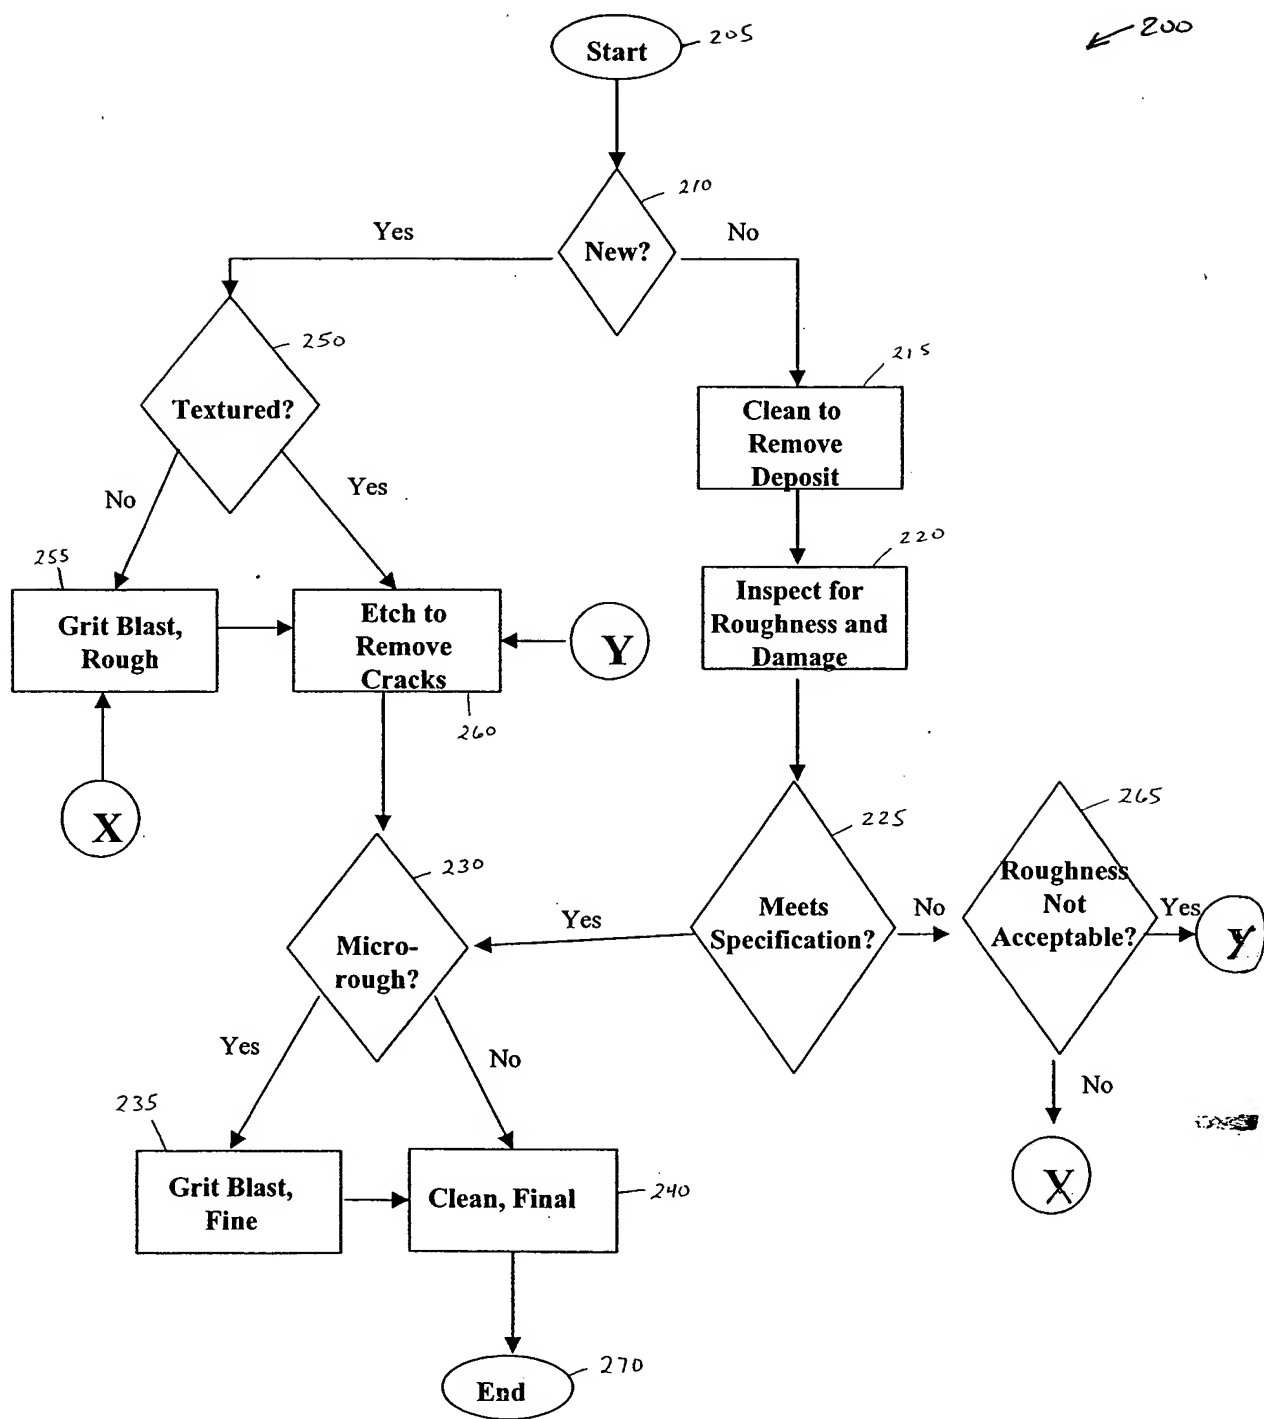 Start
205
200
210
New?
Yes
No
250
Textured?
215
Clean to
Remove
Deposit
No
Yes
220
Inspect for
Roughness and
Damage
255
Grit Blast,
Rough
Etch to
Remove
Cracks
260
Y
X
230
Micro-
rough?
225
Meets
Specification?
Yes
No
265
Roughness
Not
Acceptable?
Yes
Y
No
X
Yes
No
235
Grit Blast,
Fine
Clean, Final
240
270
End